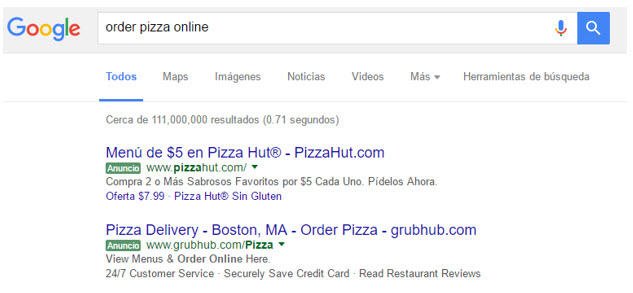 Google order pizza online
Todos Maps Imágenes Noticias Videos Más Herramientas de búsqueda
Cerca de 111,000,000 resultados (0.71 segundos)
Menú de $5 en Pizza Hut® - PizzaHut.com
Anuncio www.pizzahut.com/
Compra 2 o Más Sabrosos Favoritos por $5 Cada Uno. Pídelos Ahora.
Oferta $7.99 · Pizza Hut® Sin Gluten
Pizza Delivery - Boston, MA - Order Pizza - grubhub.com
Anuncio www.grubhub.com/Pizza
View Menus & Order Online Here.
24/7 Customer Service · Securely Save Credit Card · Read Restaurant Reviews